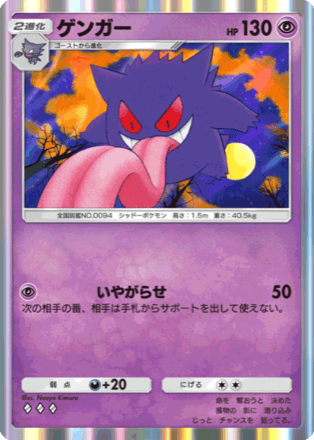 2進化 ゲンガー HP 130
ゴーストから進化
全国図鑑NO.0094 シャドーポケモン 高さ:1.5m 重さ:40.5kg
いやがらせ 50
次の相手の番、相手は手札からサポートを出して使えない。
弱点 +20 にげる
Illus. Naoyo Kimura
命を 奪おうと 決めた
獲物の 影に 潜り込み
じっと チャンスを 狙ってる。